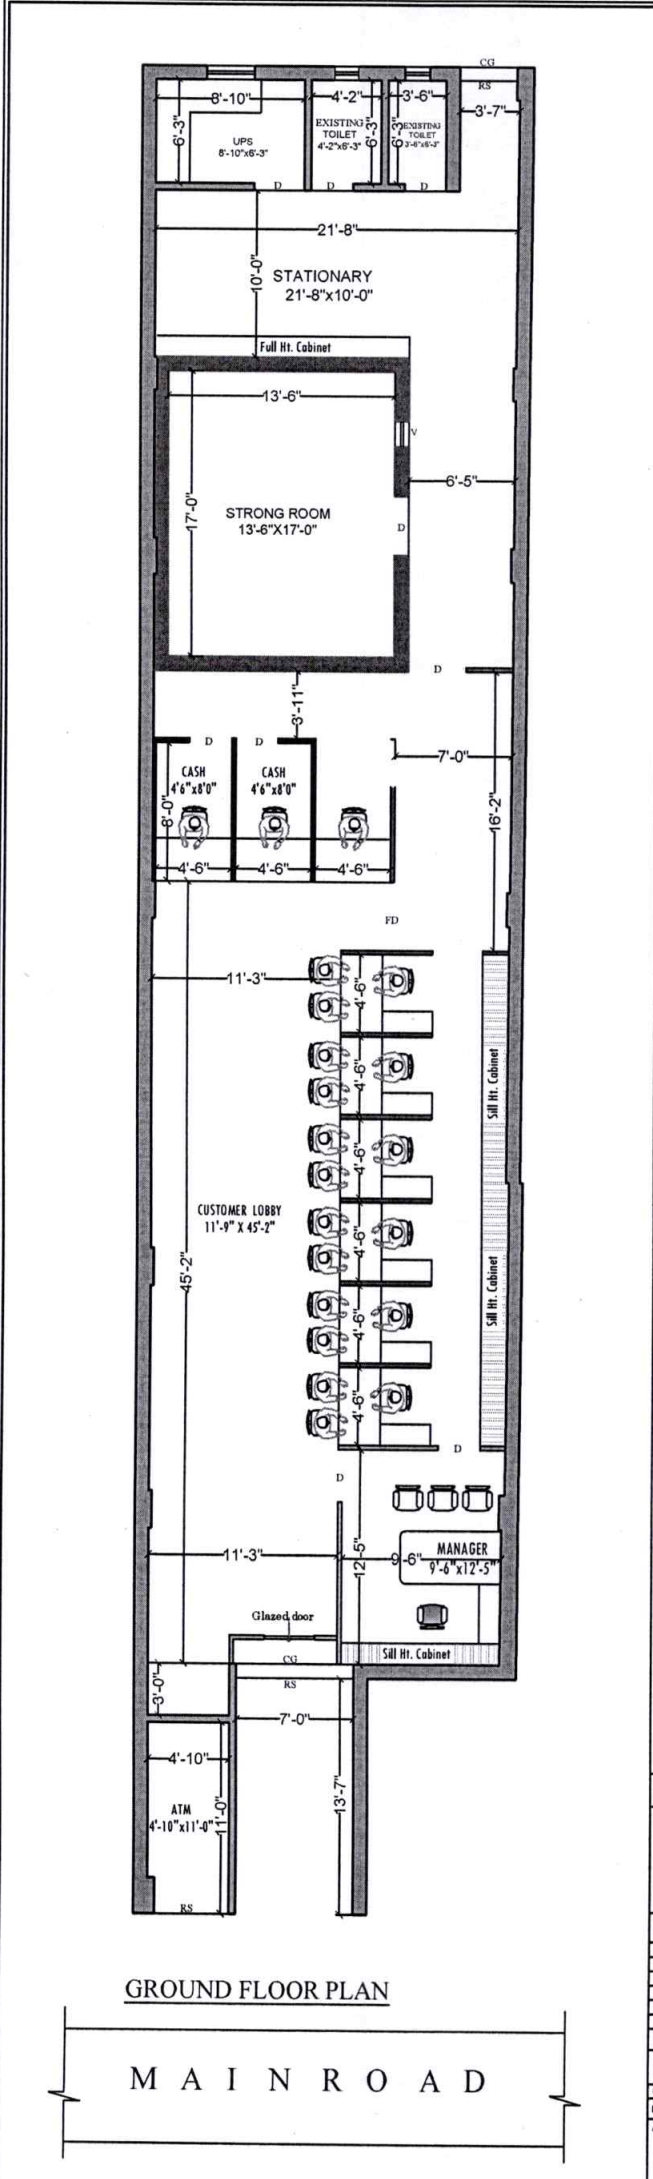 CG
RS
8'-10"
4'-2"
3'-6"
3'-7"
6'-3"
UPS
8'-10"x6'-3"
EXISTING
TOILET
4'-2"x6'-3"
6'-3"
6'-3"
EXISTING
TOILET
3'-6"x6'-3"
D
D
D
21'-8"
10'-0"
STATIONARY
21'-8"x10'-0"
Full Ht. Cabinet
13'-6"
V
6'-5"
17'-0"
STRONG ROOM
13'-6"X17'-0"
D
D
3'-11"
D
D
7'-0"
CASH
4'6"x8'0"
CASH
4'6"x8'0"
8'-0"
16'-2"
4'-6"
4'-6"
4'-6"
FD
11'-3"
4'-6"
4'-6"
Sill Ht. Cabinet
4'-6"
CUSTOMER LOBBY
11'-9" X 45'-2"
45'-2"
4'-6"
4'-6"
Sill Ht. Cabinet
4'-6"
D
D
11'-3"
12'-5"
9'-6"
MANAGER
9'-6"x12'-5"
Glazed door
CG
RS
Sill Ht. Cabinet
3'-0"
7'-0"
4'-10"
13'-7"
ATM
4'-10"x11'-0"
11'-0"
RS
GROUND FLOOR PLAN
MAIN ROAD